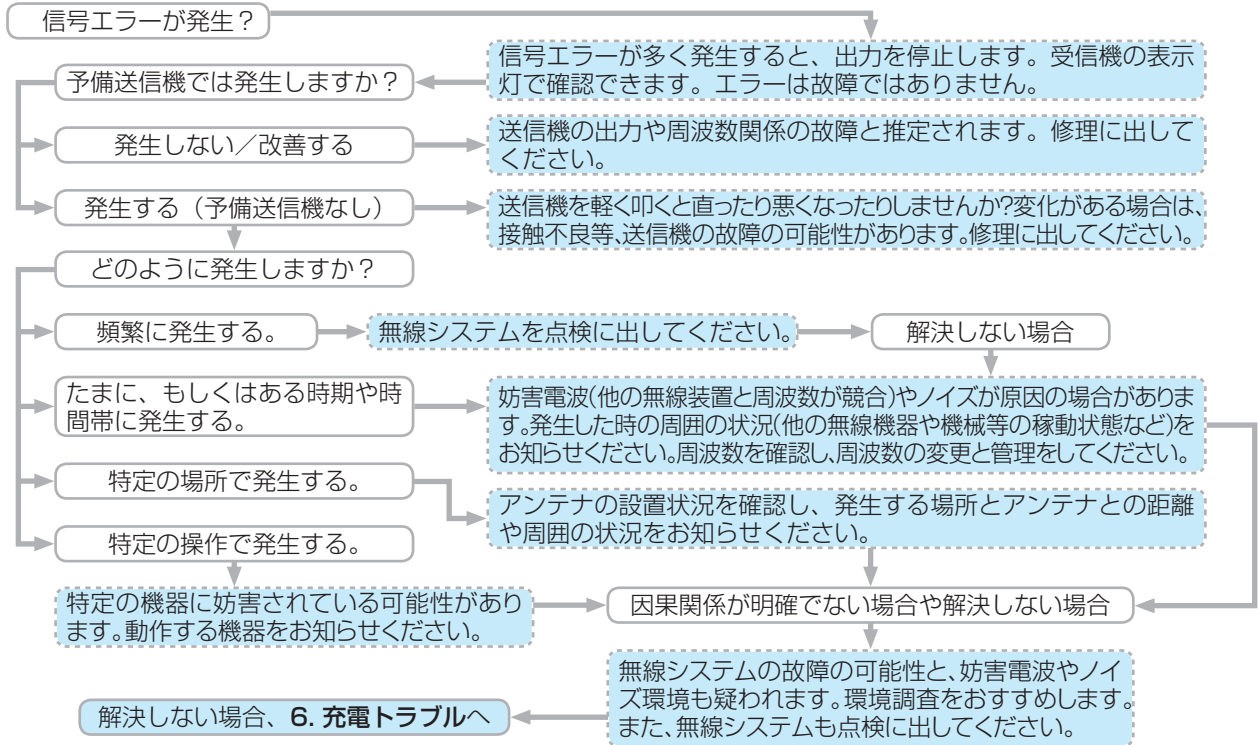 信号エラーが発生？
信号エラーが多く発生すると、出力を停止します。受信機の表示
灯で確認できます。エラーは故障ではありません。
予備送信機では発生しますか？
発生しない／改善する
送信機の出力や周波数関係の故障と推定されます。修理に出して
ください。
発生する（予備送信機なし）
送信機を軽く叩くと直ったり悪くなったりしませんか?変化がある場合は、
接触不良等、送信機の故障の可能性があります。修理に出してください。
どのように発生しますか？
頻繁に発生する。
無線システムを点検に出してください。
解決しない場合
たまに、もしくはある時期や時
間帯に発生する。
妨害電波(他の無線装置と周波数が競合)やノイズが原因の場合がありま
す。発生した時の周囲の状況(他の無線機器や機械等の稼動状態など)を
お知らせください。周波数を確認し、周波数の変更と管理をしてください。
特定の場所で発生する。
アンテナの設置状況を確認し、発生する場所とアンテナとの距離
や周囲の状況をお知らせください。
特定の操作で発生する。
特定の機器に妨害されている可能性があり
ます。動作する機器をお知らせください。
因果関係が明確でない場合や解決しない場合
無線システムの故障の可能性と、妨害電波やノイ
ズ環境も疑われます。環境調査をおすすめします。
また、無線システムも点検に出してください。
解決しない場合、6. 充電トラブルへ